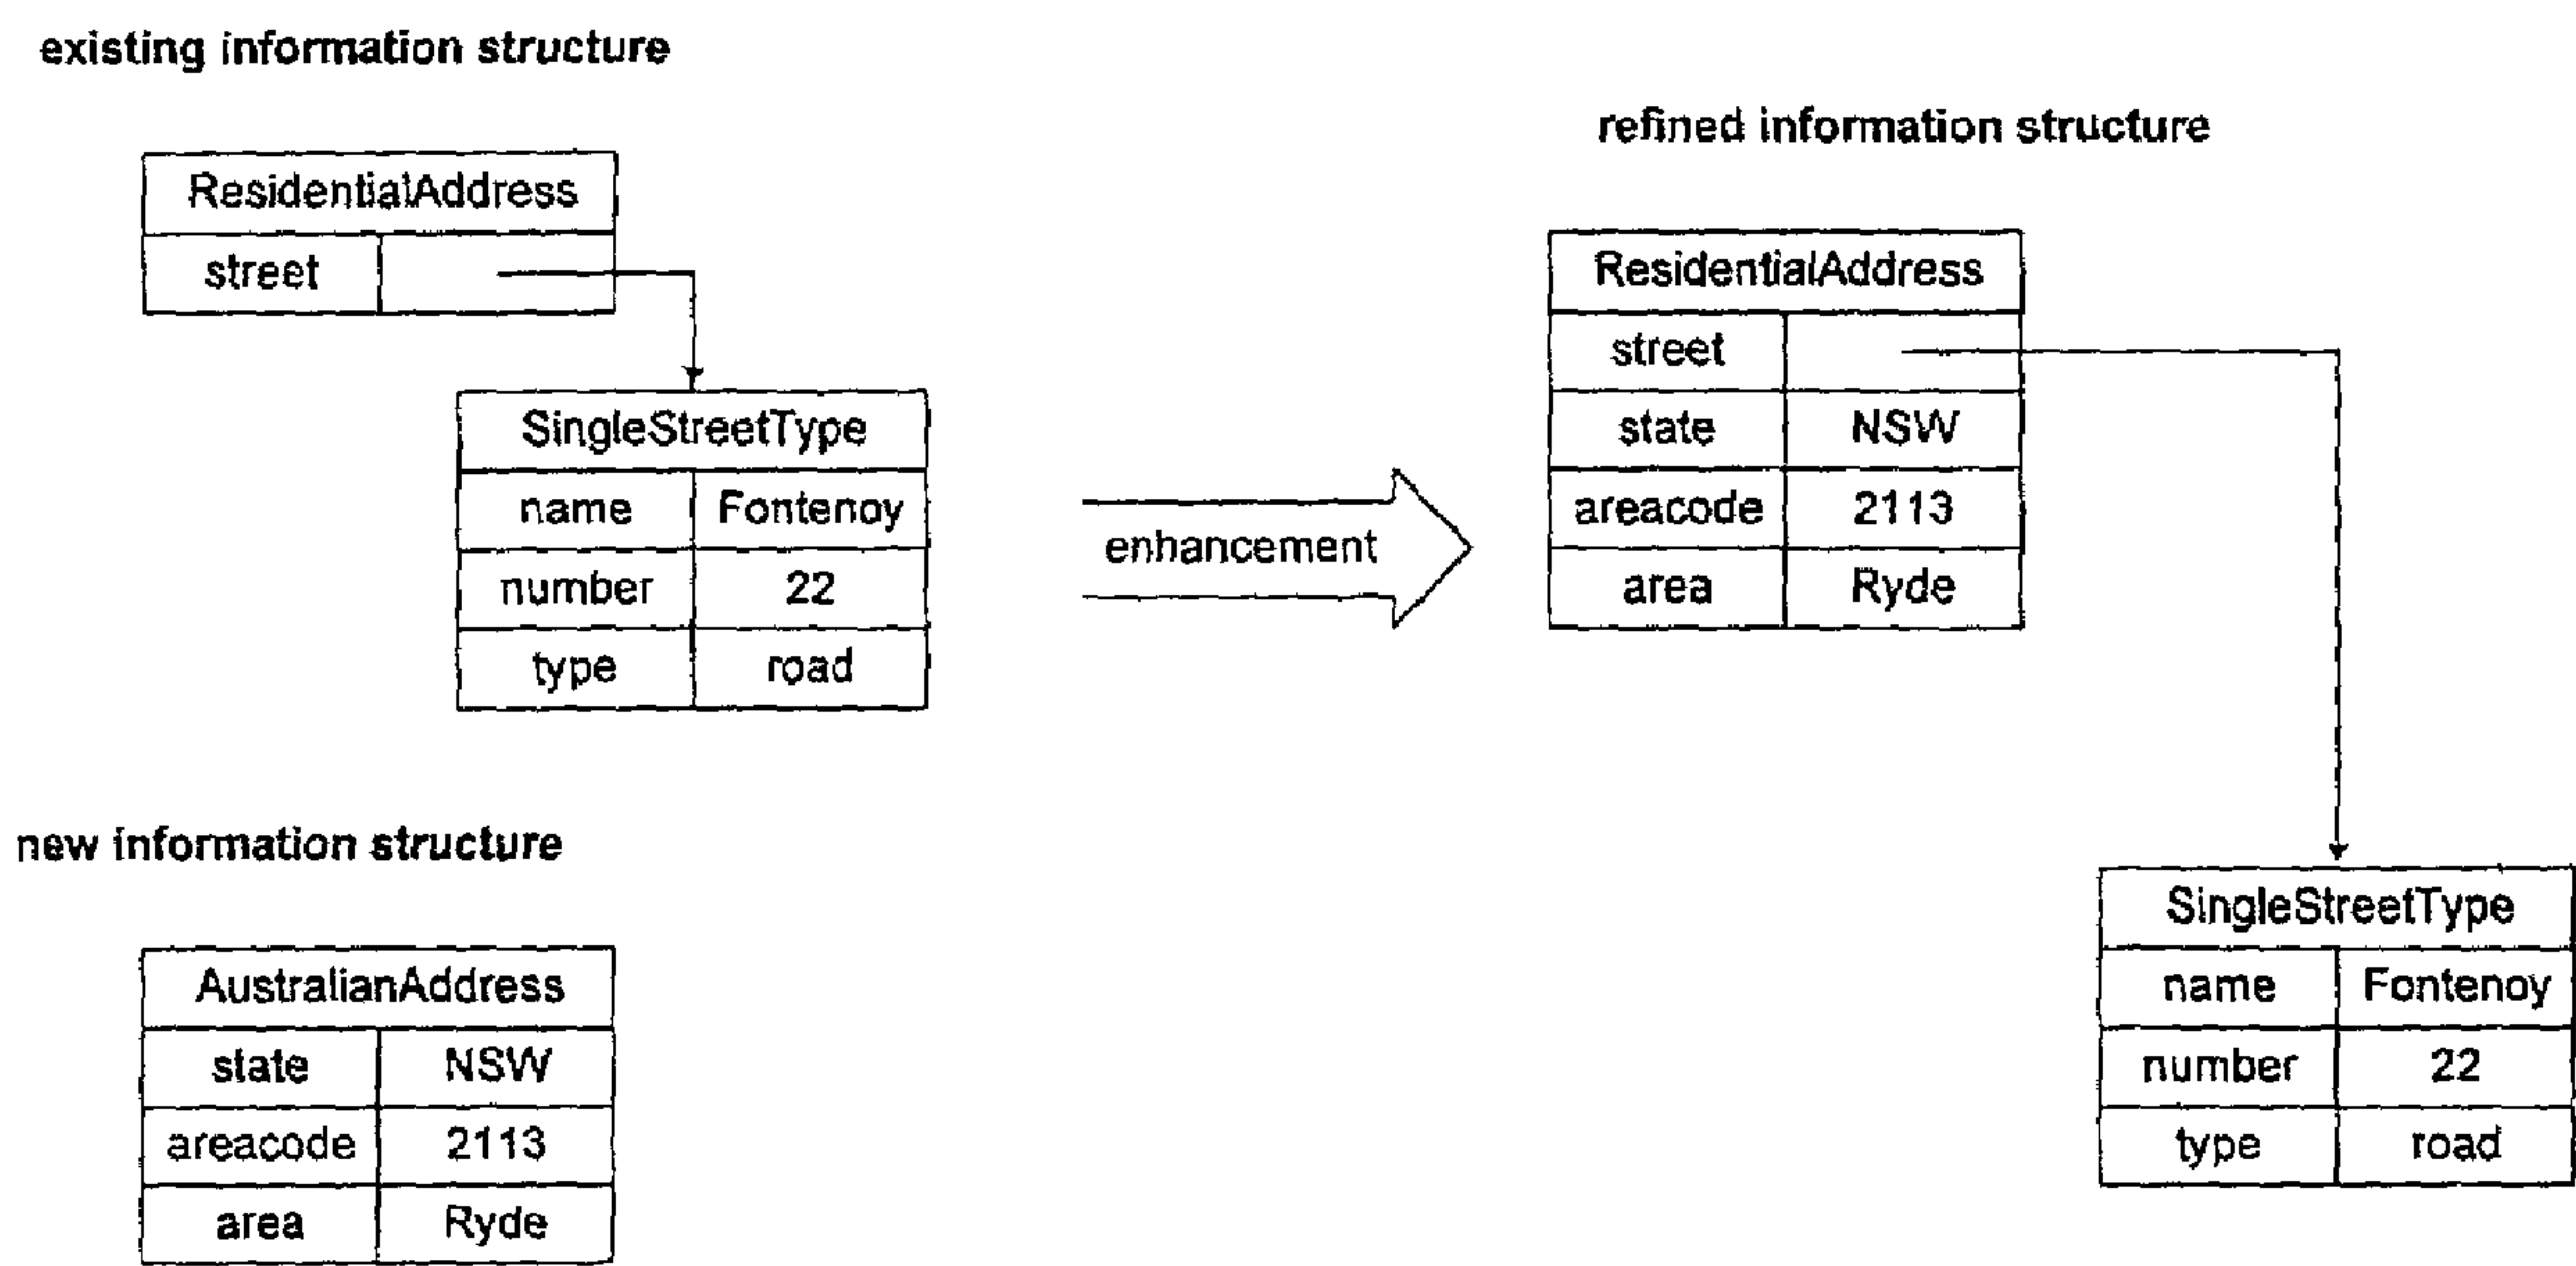 existing information structure
ResidentialAddress
street
SingleStreetType
name Fontenoy
number 22
type road
new information structure
AustralianAddress
state NSW
areacode 2113
area Ryde
enhancement
refined information structure
ResidentialAddress
street
state NSW
areacode 2113
area Ryde
SingleStreetType
name Fontenoy
number 22
type road